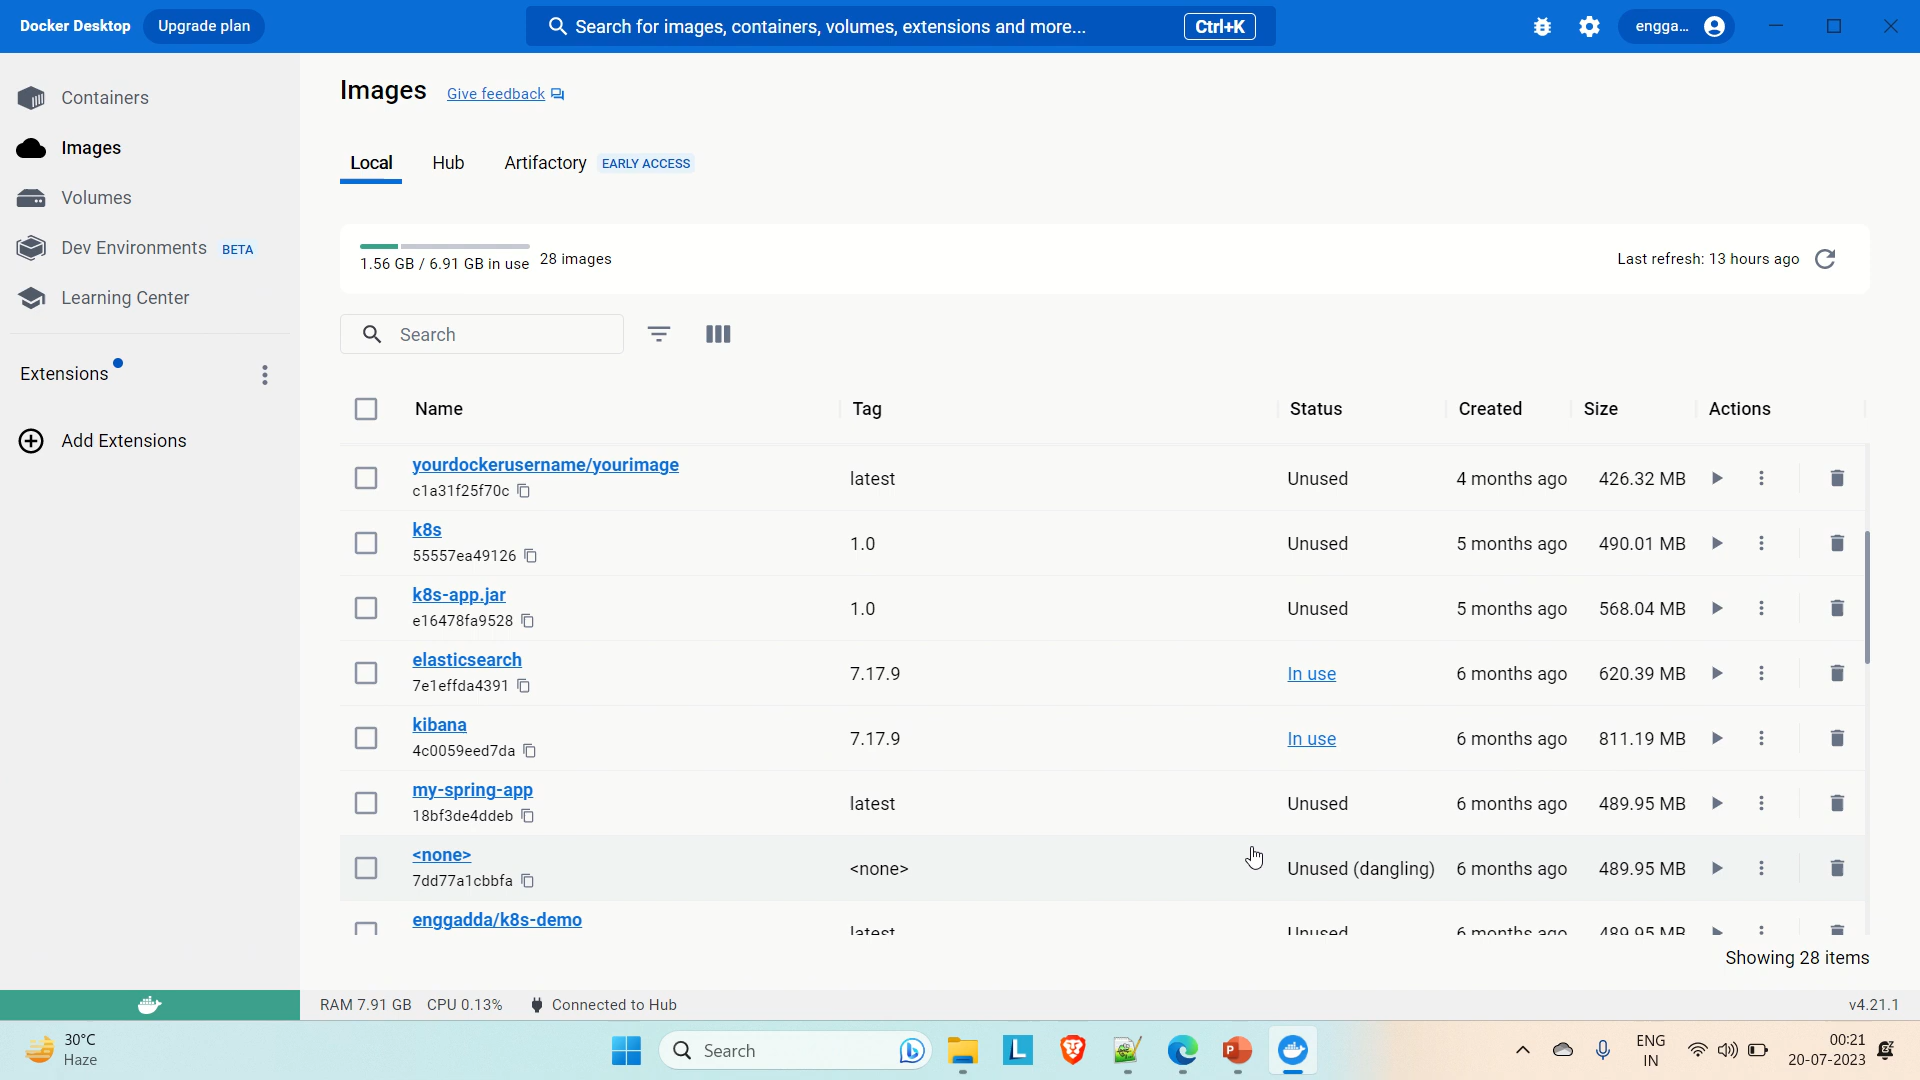 Docker Desktop Upgrade plan Search for images, containers, volumes, extensions and more... Ctrl+K engga...
Containers
Images
Volumes
Dev Environments BETA
Learning Center
Extensions
Add Extensions
Images Give feedback
Local Hub Artifactory EARLY ACCESS
1.56 GB / 6.91 GB in use 28 images Last refresh: 13 hours ago
Search
Name Tag Status Created Size Actions
yourdockerusername/yourimage
c1a31f25f70c latest Unused 4 months ago 426.32 MB
k8s
55557ea49126 1.0 Unused 5 months ago 490.01 MB
k8s-app.jar
e16478fa9528 1.0 Unused 5 months ago 568.04 MB
elasticsearch
7e1effda4391 7.17.9 In use 6 months ago 620.39 MB
kibana
4c0059eed7da 7.17.9 In use 6 months ago 811.19 MB
my-spring-app
18bf3de4ddeb latest Unused 6 months ago 489.95 MB
<none>
7dd77a1cbbfa <none> Unused (dangling) 6 months ago 489.95 MB
enggadda/k8s-demo
latest Unused 6 months ago 489.95 MB
Showing 28 items
RAM 7.91 GB CPU 0.13% Connected to Hub v4.21.1
30°C
Haze
Search
L
ENG
IN
00:21
20-07-2023